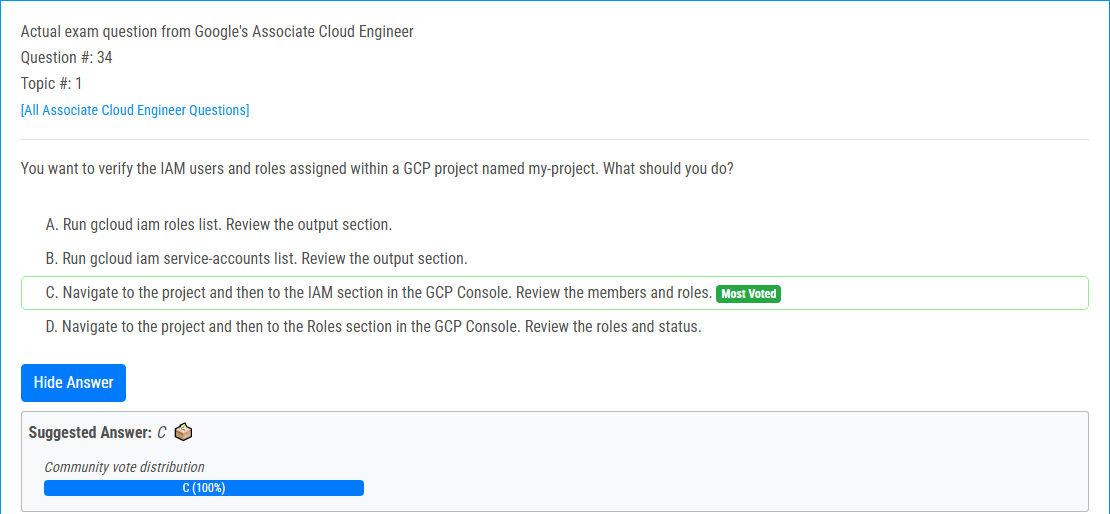 Actual exam question from Google's Associate Cloud Engineer
Question #: 34
Topic #: 1
[All Associate Cloud Engineer Questions]
You want to verify the IAM users and roles assigned within a GCP project named my-project. What should you do?
A. Run gcloud iam roles list. Review the output section.
B. Run gcloud iam service-accounts list. Review the output section.
C. Navigate to the project and then to the IAM section in the GCP Console. Review the members and roles. Most Voted
D. Navigate to the project and then to the Roles section in the GCP Console. Review the roles and status.
Hide Answer
Suggested Answer: C
Community vote distribution
C (100%)